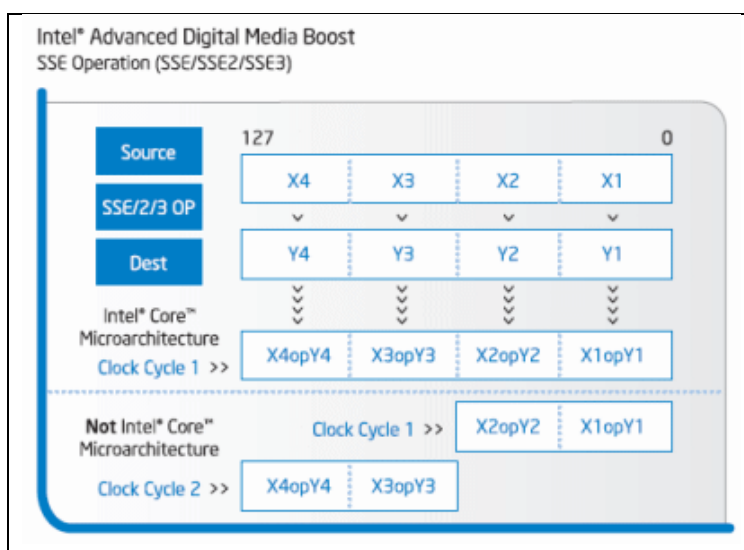 Intel® Advanced Digital Media Boost
SSE Operation (SSE/SSE2/SSE3)
Source
127 0
X4 X3 X2 X1
SSE/2/3 OP
Dest
Y4 Y3 Y2 Y1
Intel® Core™
Microarchitecture
Clock Cycle 1 >>
X4opY4 X3opY3 X2opY2 X1opY1
Not Intel® Core™
Microarchitecture
Clock Cycle 1 >> X2opY2 X1opY1
Clock Cycle 2 >> X4opY4 X3opY3